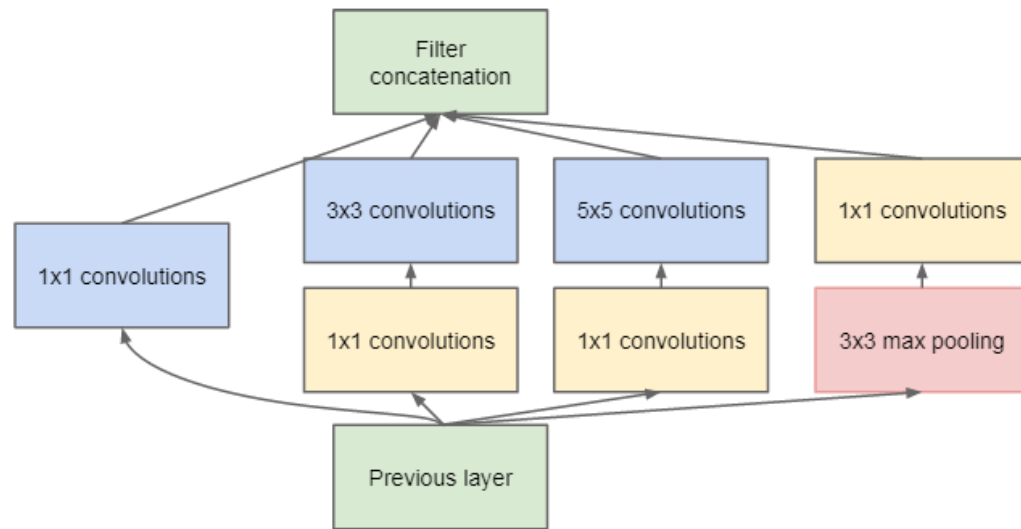 Filter
concatenation
3x3 convolutions
5x5 convolutions
1x1 convolutions
1x1 convolutions
1x1 convolutions
1x1 convolutions
3x3 max pooling
Previous layer